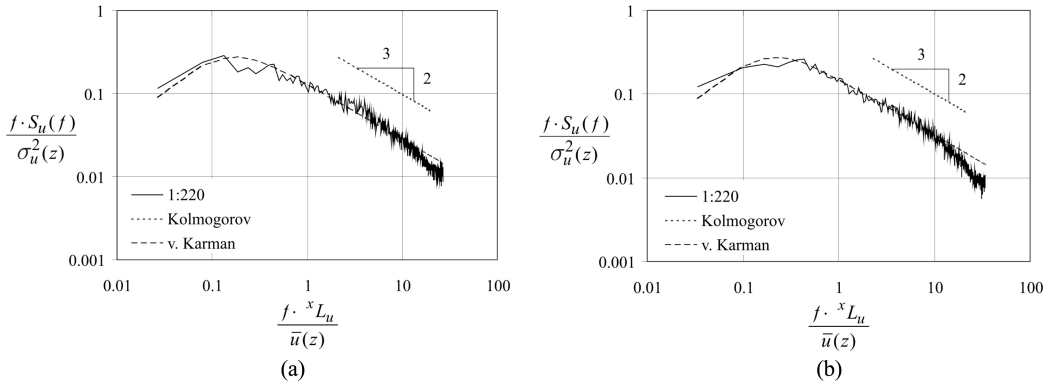 1
0.1
0.01
0.001
f · S_u(f)
σ_u^2(z)
3
2
1:220
Kolmogorov
v. Karman
0.01 0.1 1 10 100
f · ^xL_u
u̅(z)
(a)
1
0.1
0.01
0.001
f · S_u(f)
σ_u^2(z)
3
2
1:220
Kolmogorov
v. Karman
0.01 0.1 1 10 100
f · ^xL_u
u̅(z)
(b)